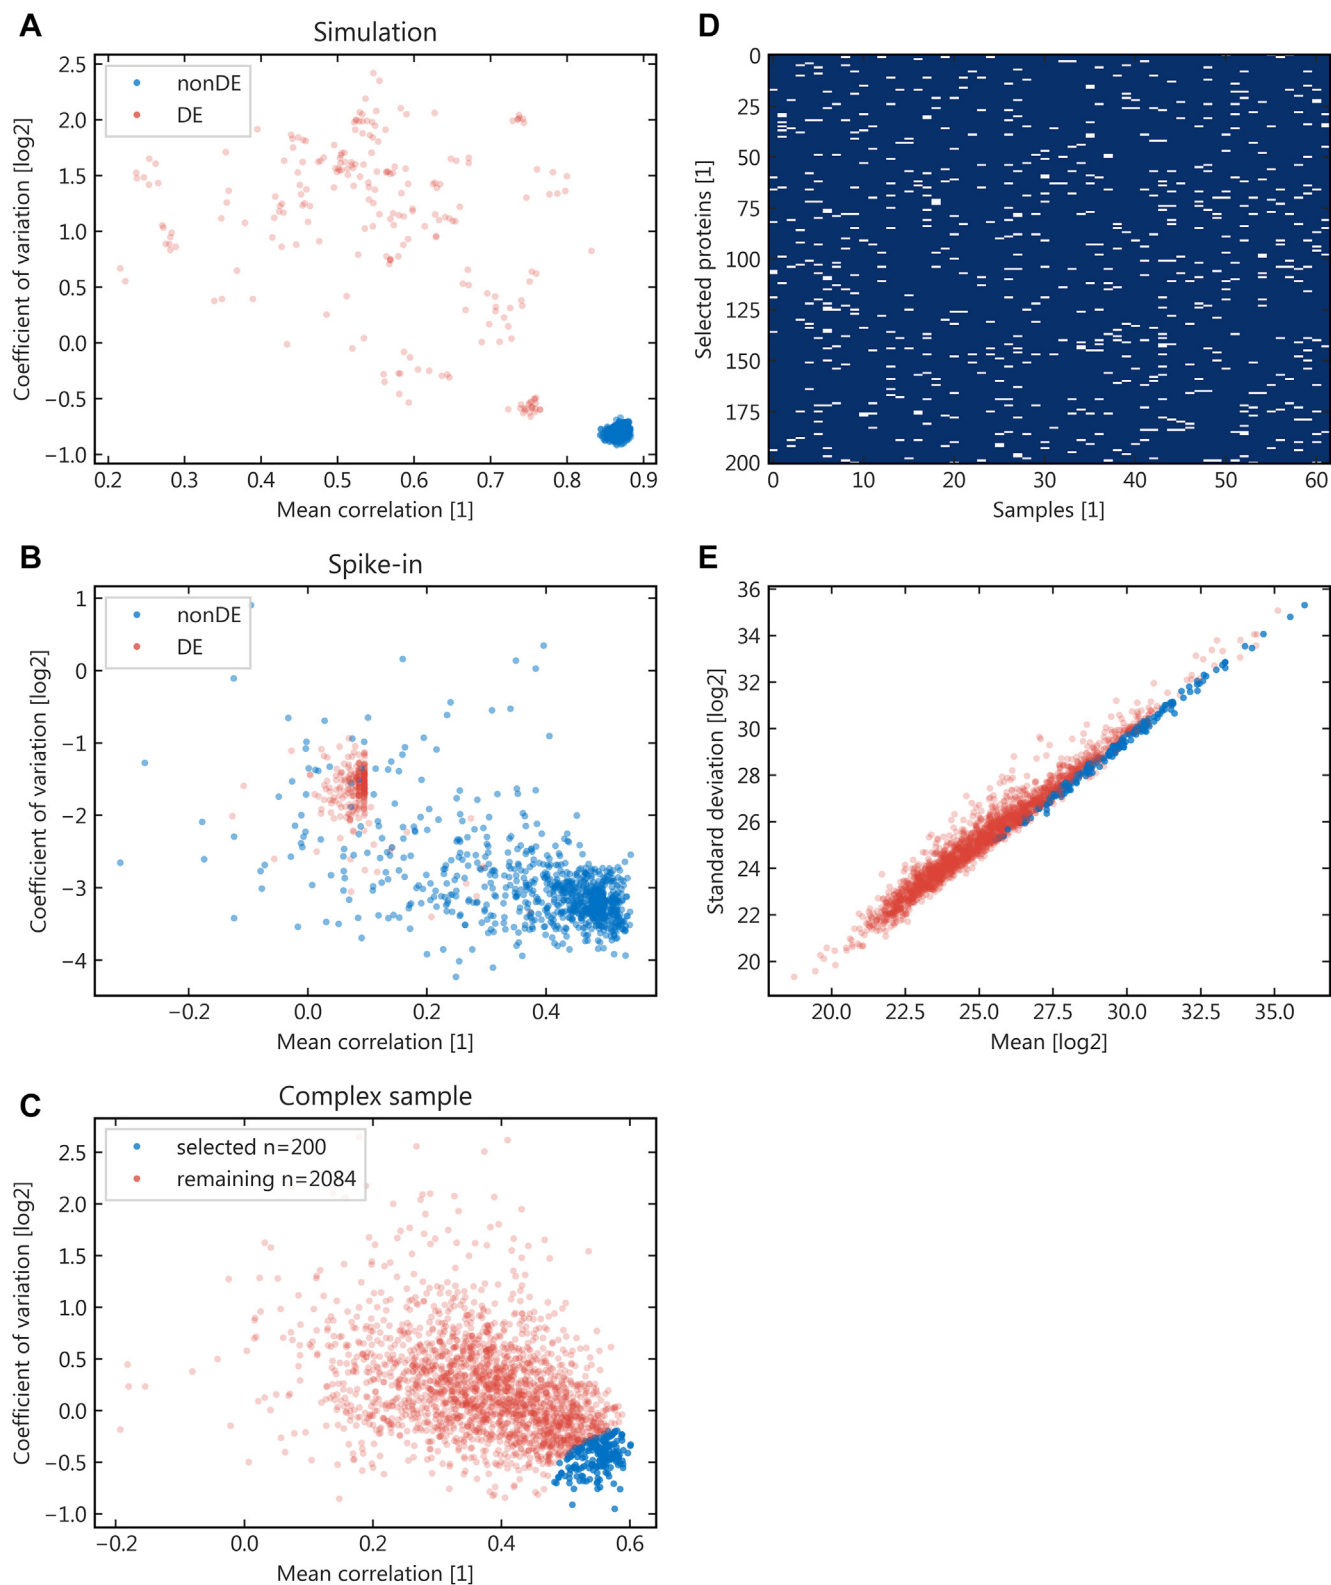 A
Simulation
nonDE
DE
2.5
2.0
1.5
1.0
0.5
0.0
−0.5
−1.0
Coefficient of variation [log2]
0.2 0.3 0.4 0.5 0.6 0.7 0.8 0.9
Mean correlation [1]
D
0
25
50
75
100
125
150
175
200
Selected proteins [1]
0 10 20 30 40 50 60
Samples [1]
B
Spike-in
nonDE
DE
1
0
−1
−2
−3
−4
Coefficient of variation [log2]
−0.2 0.0 0.2 0.4
Mean correlation [1]
E
36
34
32
30
28
26
24
22
20
Standard deviation [log2]
20.0 22.5 25.0 27.5 30.0 32.5 35.0
Mean [log2]
C
Complex sample
selected n=200
remaining n=2084
2.5
2.0
1.5
1.0
0.5
0.0
−0.5
−1.0
Coefficient of variation [log2]
−0.2 0.0 0.2 0.4 0.6
Mean correlation [1]